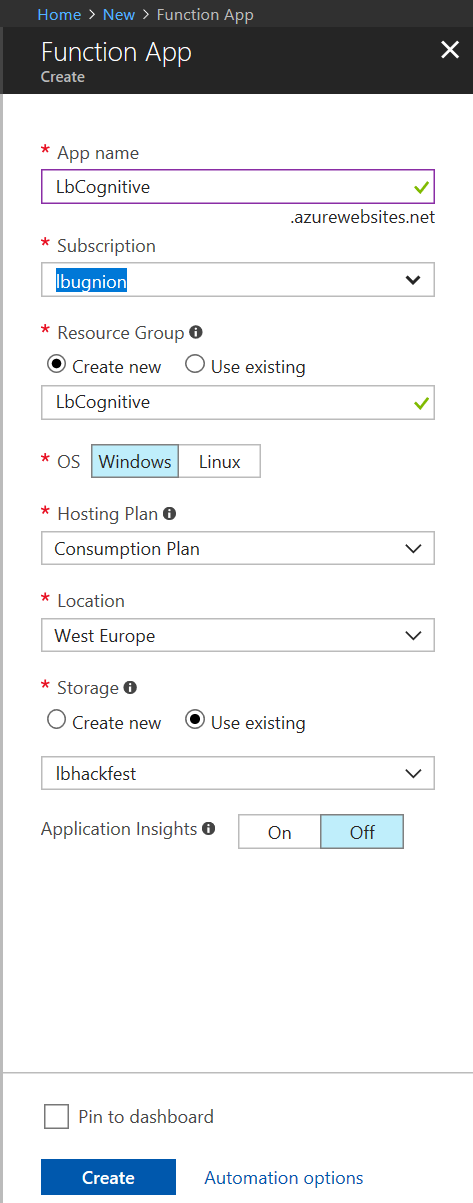 Home > New > Function App
Function App
Create
* App name
LbCognitive
.azurewebsites.net
* Subscription
lbugnion
* Resource Group
Create new Use existing
LbCognitive
* OS Windows Linux
* Hosting Plan
Consumption Plan
* Location
West Europe
* Storage
Create new Use existing
lbhackfest
Application Insights On Off
Pin to dashboard
Create Automation options